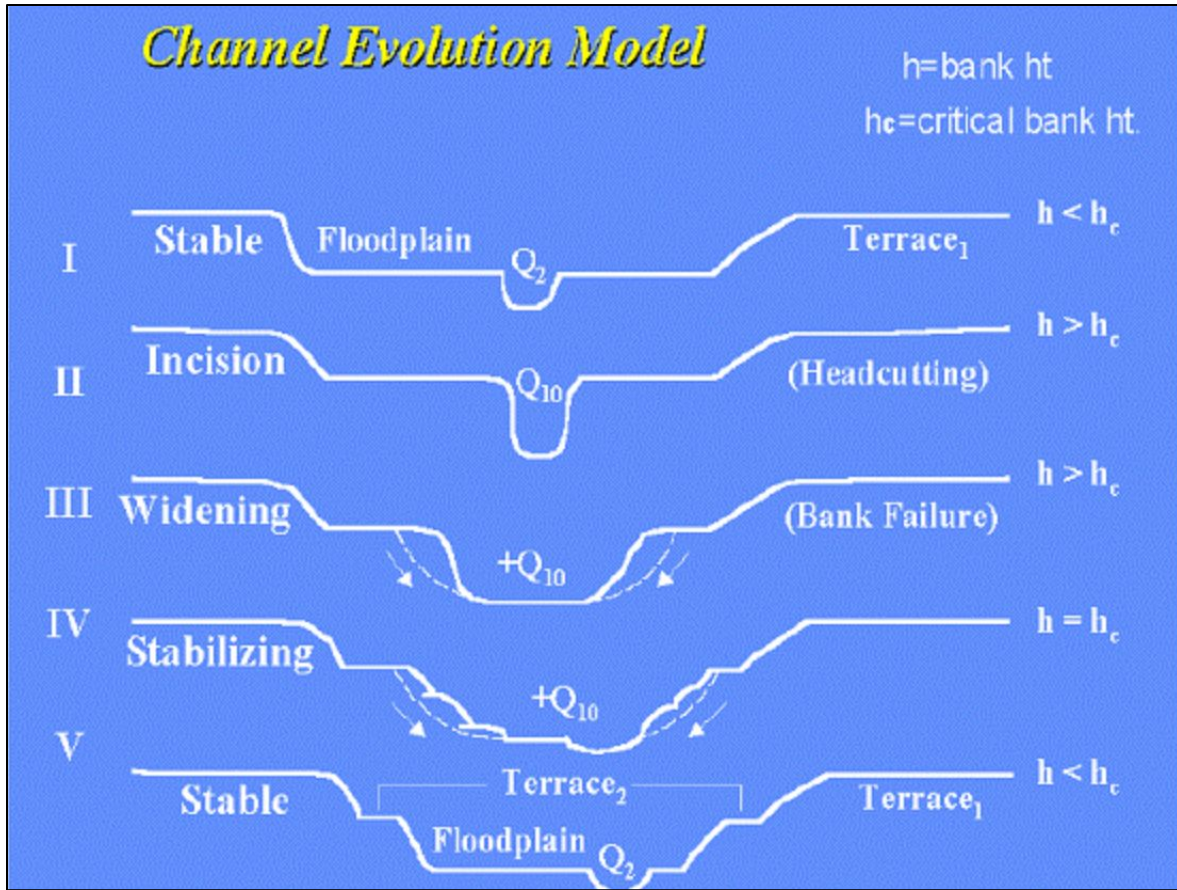 Channel Evolution Model
h=bank ht
hc=critical bank ht.
I
Stable
Floodplain
Q2
Terrace1
h < hc
II
Incision
Q10
(Headcutting)
h > hc
III
Widening
+Q10
(Bank Failure)
h > hc
IV
Stabilizing
+Q10
h = hc
V
Stable
Terrace2
Terrace1
h < hc
Floodplain
Q2